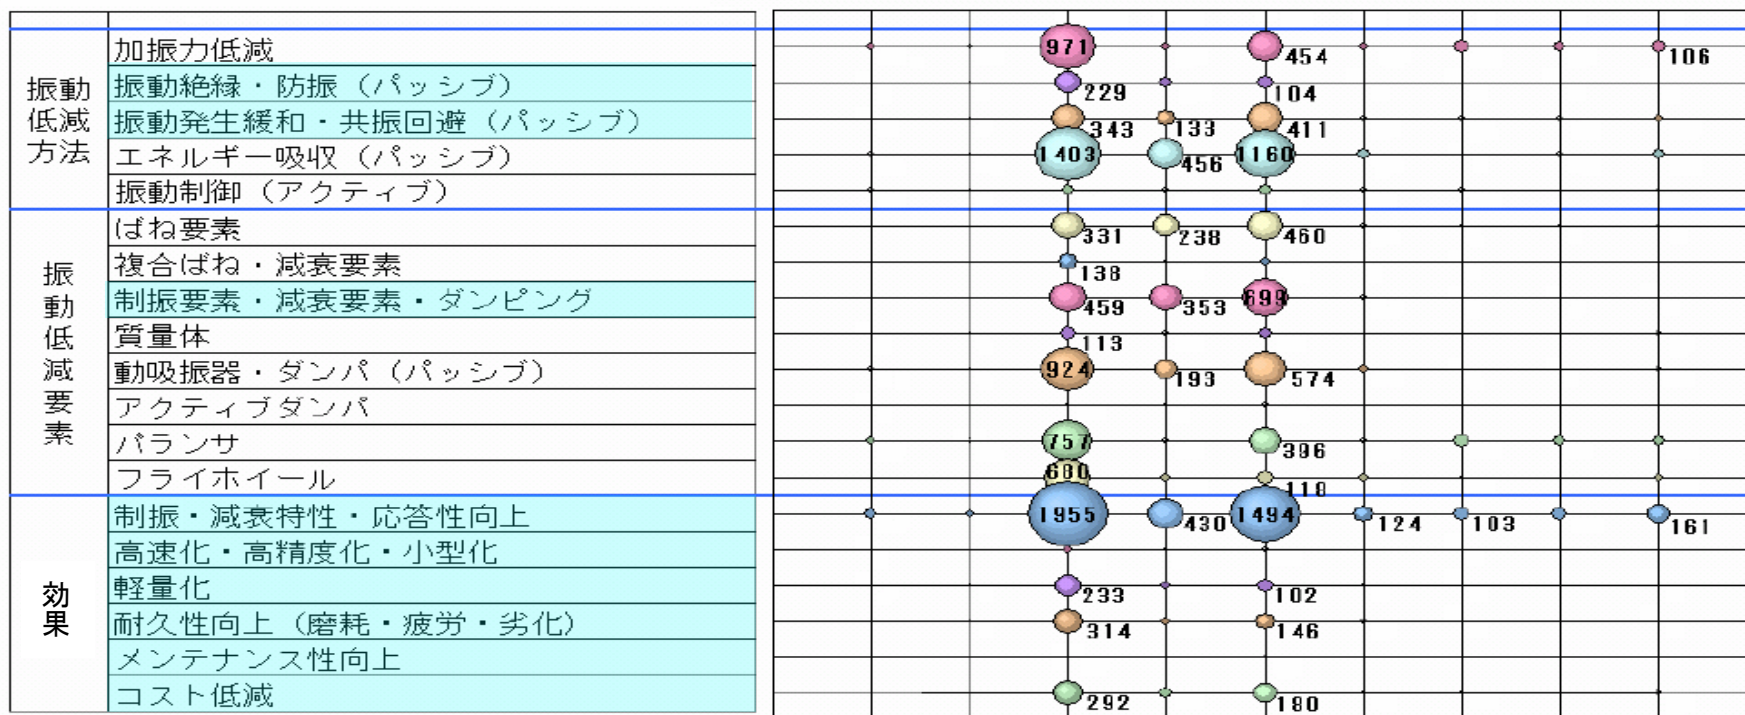 振動低減方法
加振力低減 971 454 106
振動絶縁・防振（パッシブ） 229 104
振動発生緩和・共振回避（パッシブ） 343 133 411
エネルギー吸収（パッシブ） 1403 456 1160
振動制御（アクティブ）
振動低減要素
ばね要素 331 238 460
複合ばね・減衰要素 138
制振要素・減衰要素・ダンピング 459 353 699
質量体 113
動吸振器・ダンパ（パッシブ） 924 193 574
アクティブダンパ
バランサ 757 396
フライホイール 680 118
効果
制振・減衰特性・応答性向上 1955 430 1494 124 103 161
高速化・高精度化・小型化
軽量化 233 102
耐久性向上（磨耗・疲労・劣化） 314 146
メンテナンス性向上
コスト低減 292 180